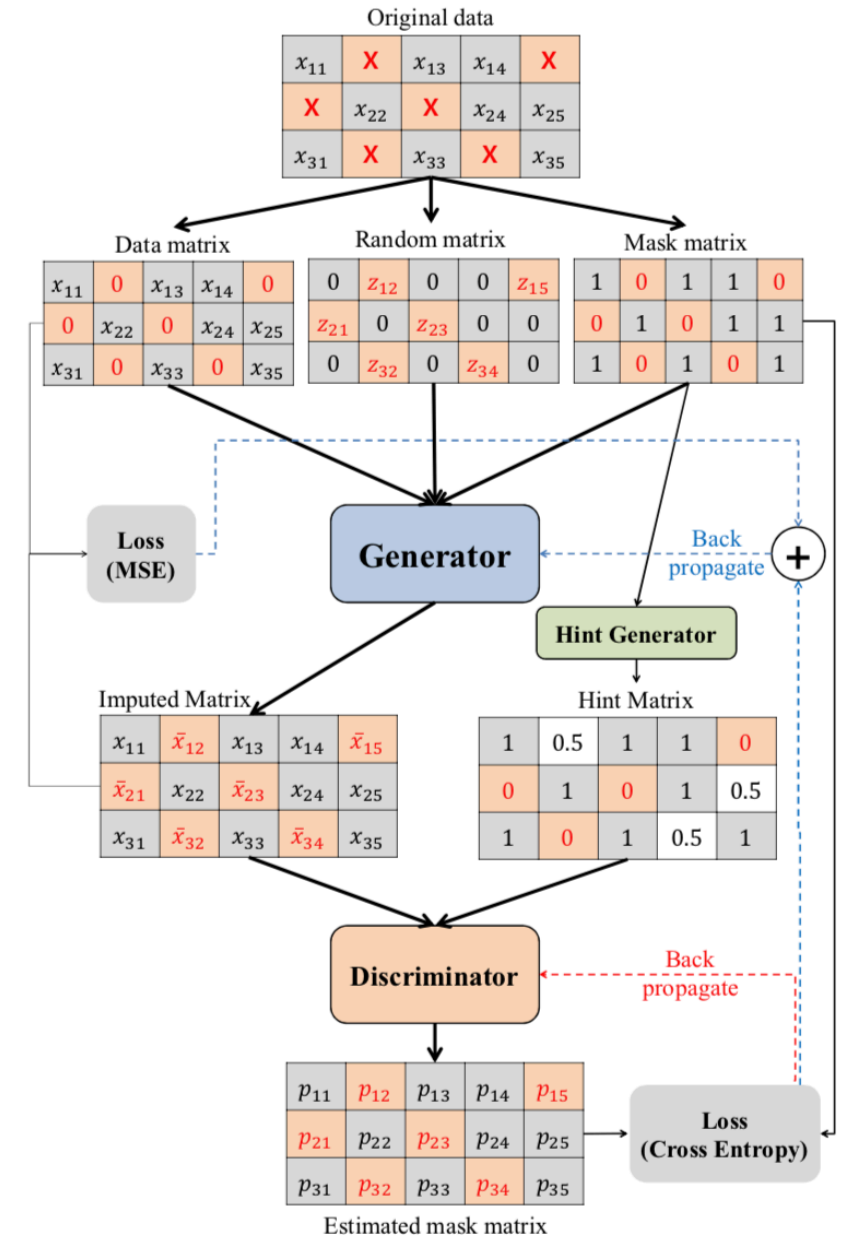 Original data
x11 X x13 x14 X
X x22 X x24 x25
x31 X x33 X x35
Data matrix
x11 0 x13 x14 0
0 x22 0 x24 x25
x31 0 x33 0 x35
Random matrix
0 z12 0 0 z15
z21 0 z23 0 0
0 z32 0 z34 0
Mask matrix
1 0 1 1 0
0 1 0 1 1
1 0 1 0 1
Loss
(MSE)
Generator
Back
propagate
+
Hint Generator
Imputed Matrix
x11 x̄12 x13 x14 x̄15
x̄21 x22 x̄23 x24 x25
x31 x̄32 x33 x̄34 x35
Hint Matrix
1 0.5 1 1 0
0 1 0 1 0.5
1 0 1 0.5 1
Discriminator
Back
propagate
p11 p12 p13 p14 p15
p21 p22 p23 p24 p25
p31 p32 p33 p34 p35
Estimated mask matrix
Loss
(Cross Entropy)